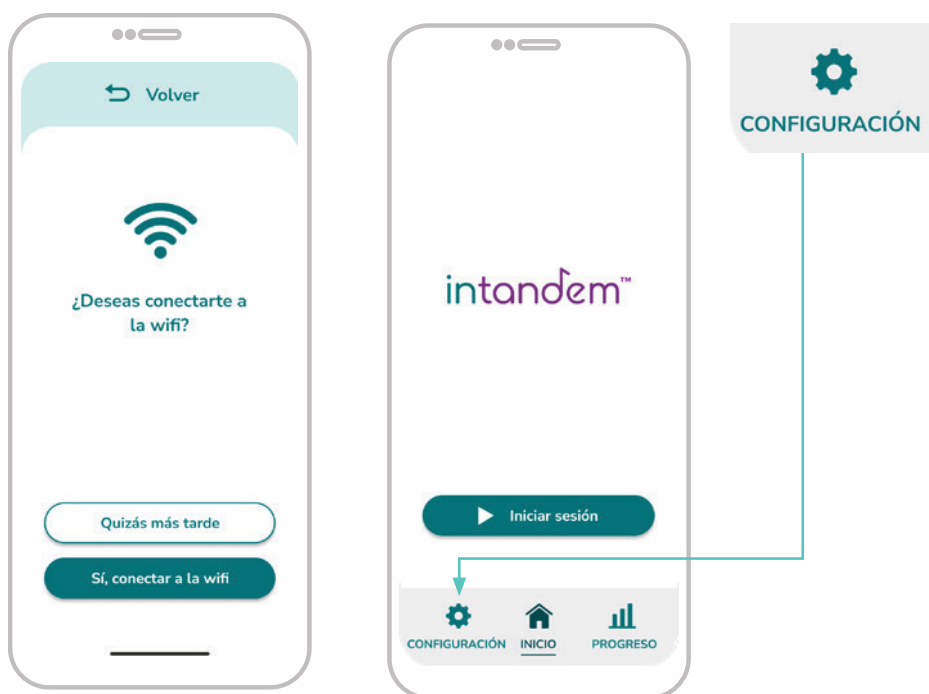 Volver
¿Deseas conectarte a
la wifi?
Quizás más tarde
Sí, conectar a la wifi
intandem™
Iniciar sesión
CONFIGURACIÓN
INICIO
PROGRESO
CONFIGURACIÓN